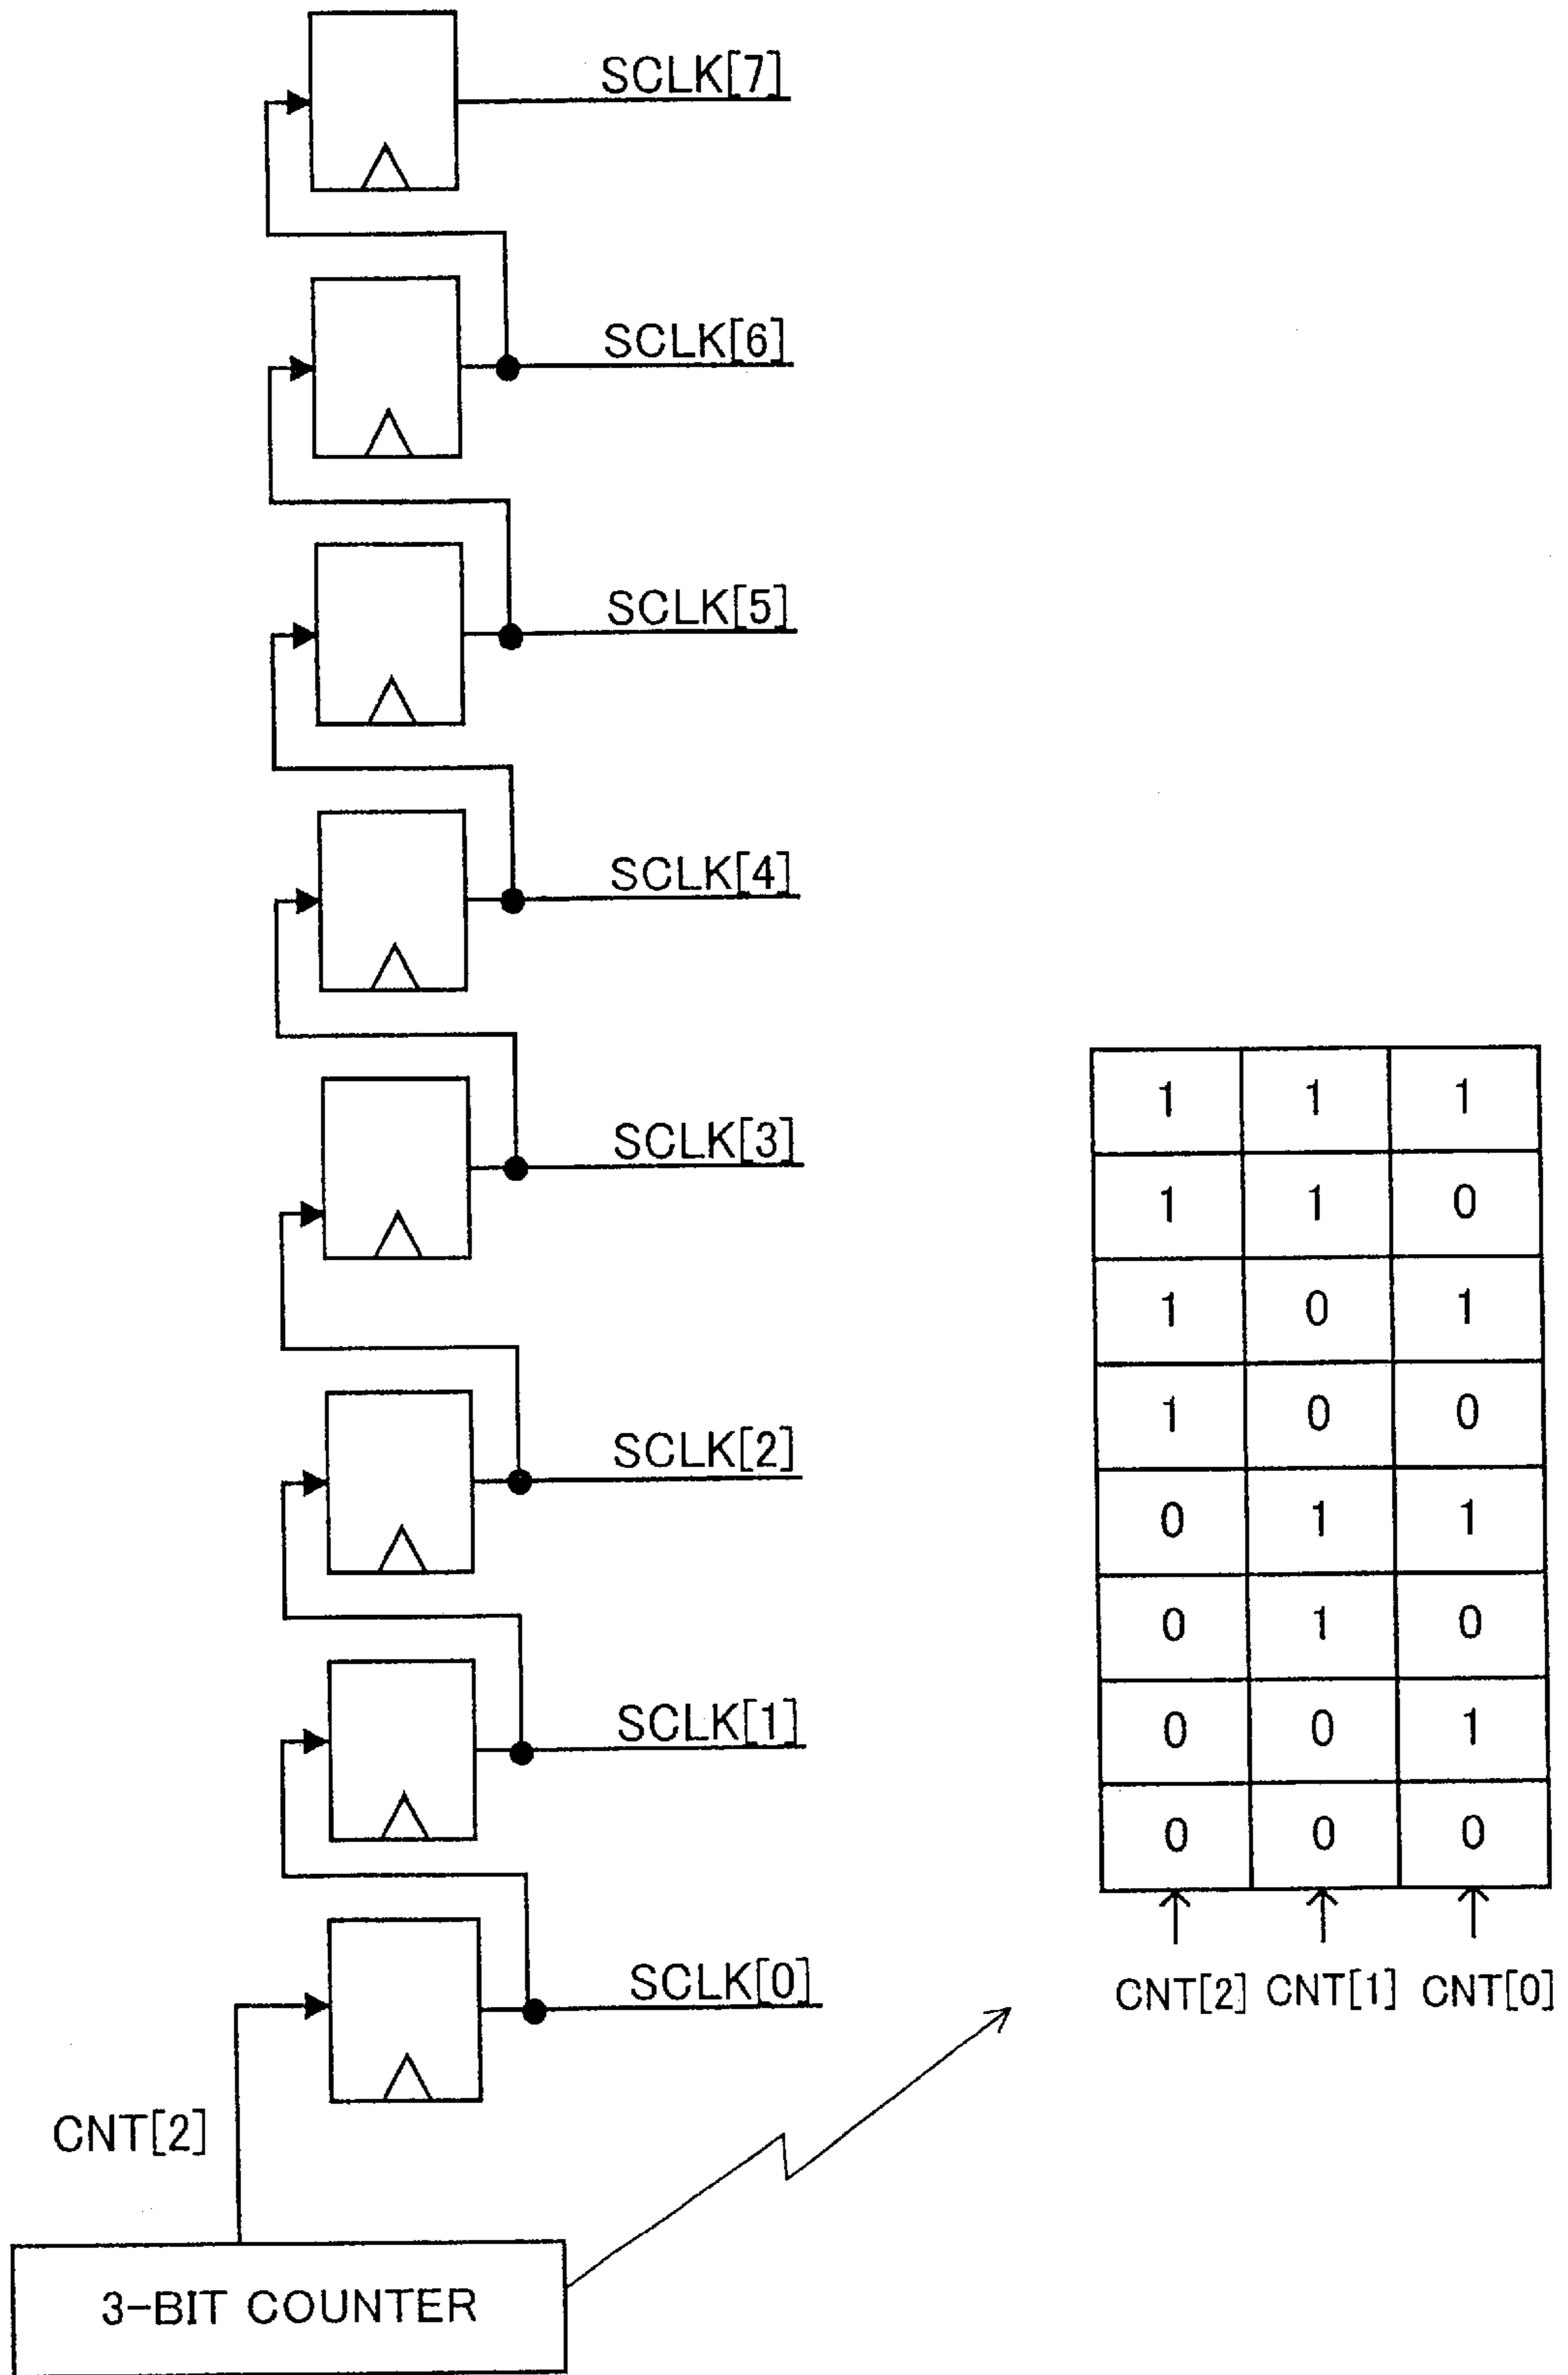 SCLK[7]
SCLK[6]
SCLK[5]
SCLK[4]
SCLK[3]
SCLK[2]
SCLK[1]
SCLK[0]
CNT[2]
3-BIT COUNTER
1 1 1
1 1 0
1 0 1
1 0 0
0 1 1
0 1 0
0 0 1
0 0 0
CNT[2] CNT[1] CNT[0]